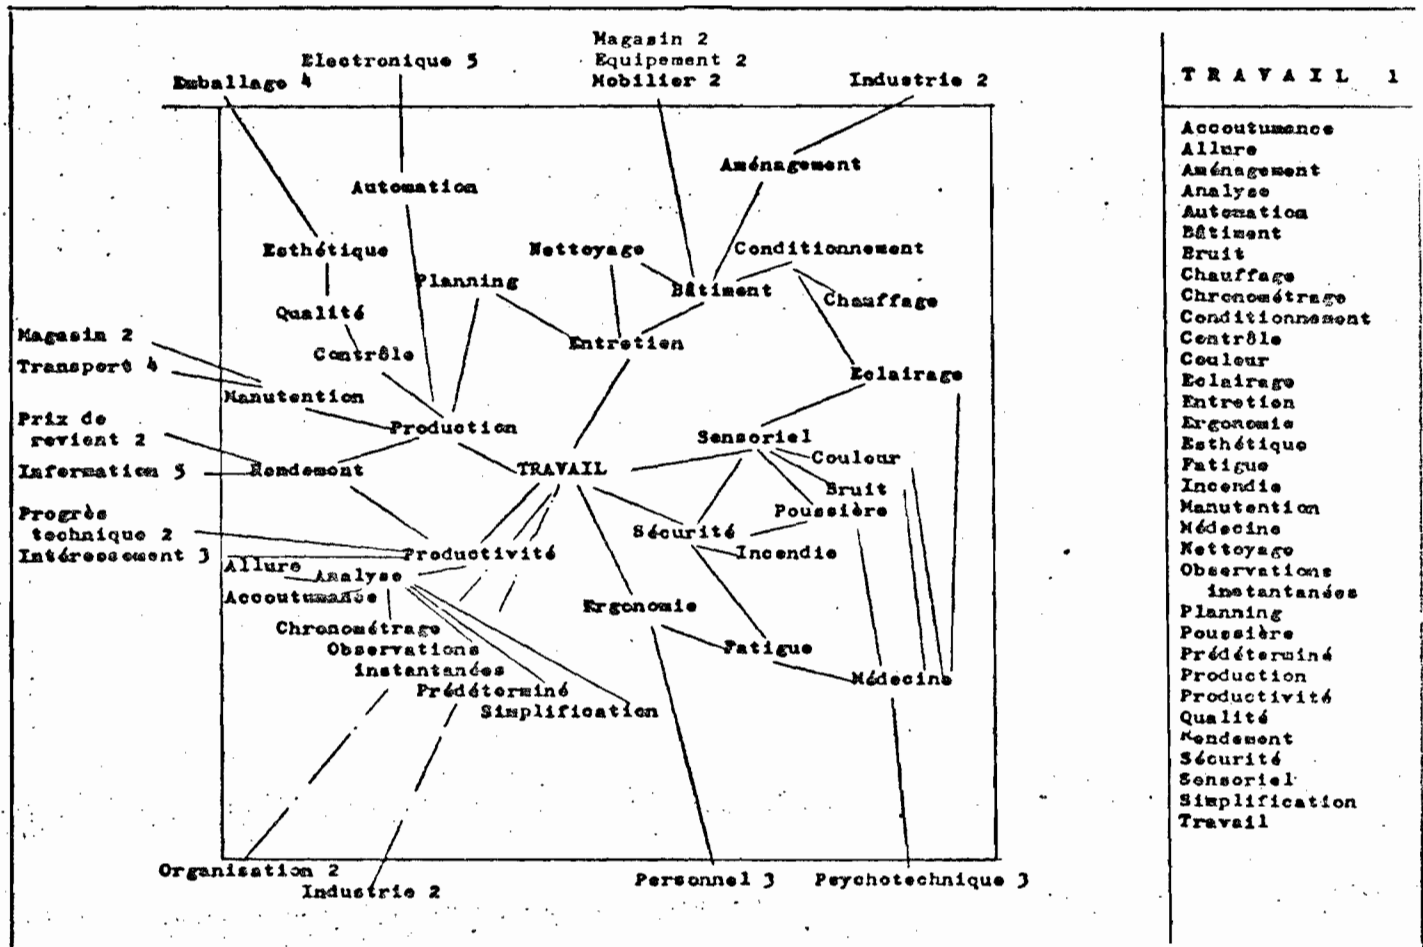 Magasin 2
Electronique 5
Equipement 2
Emballage 4
Mobilier 2
Industrie 2
Aménagement
Automation
Esthétique
Nettoyage
Conditionnement
Planning
Bâtiment
Chauffage
Qualité
Magasin 2
Contrôle
Entretien
Transport 4
Eclairage
Manutention
Prix de
revient 2
Production
Sensoriel
Information 5
Rendement
TRAVAIL
Couleur
Bruit
Progrès
technique 2
Poussière
Sécurité
Intéressement 3
Productivité
Incendie
Allure
Analyse
Accoutumance
Ergonomie
Chronométrage
Observations
instantanées
Fatigue
Prédéterminé
Médecine
Simplification
Organisation 2
Industrie 2
Personnel 3
Psychotechnique 3
TRAVAIL 1
Accoutumance
Allure
Aménagement
Analyse
Automation
Bâtiment
Bruit
Chauffage
Chronométrage
Conditionnement
Contrôle
Couleur
Eclairage
Entretien
Ergonomie
Esthétique
Fatigue
Incendie
Manutention
Médecine
Nettoyage
Observations
instantanées
Planning
Poussière
Prédéterminé
Production
Productivité
Qualité
Rendement
Sécurité
Sensoriel
Simplification
Travail